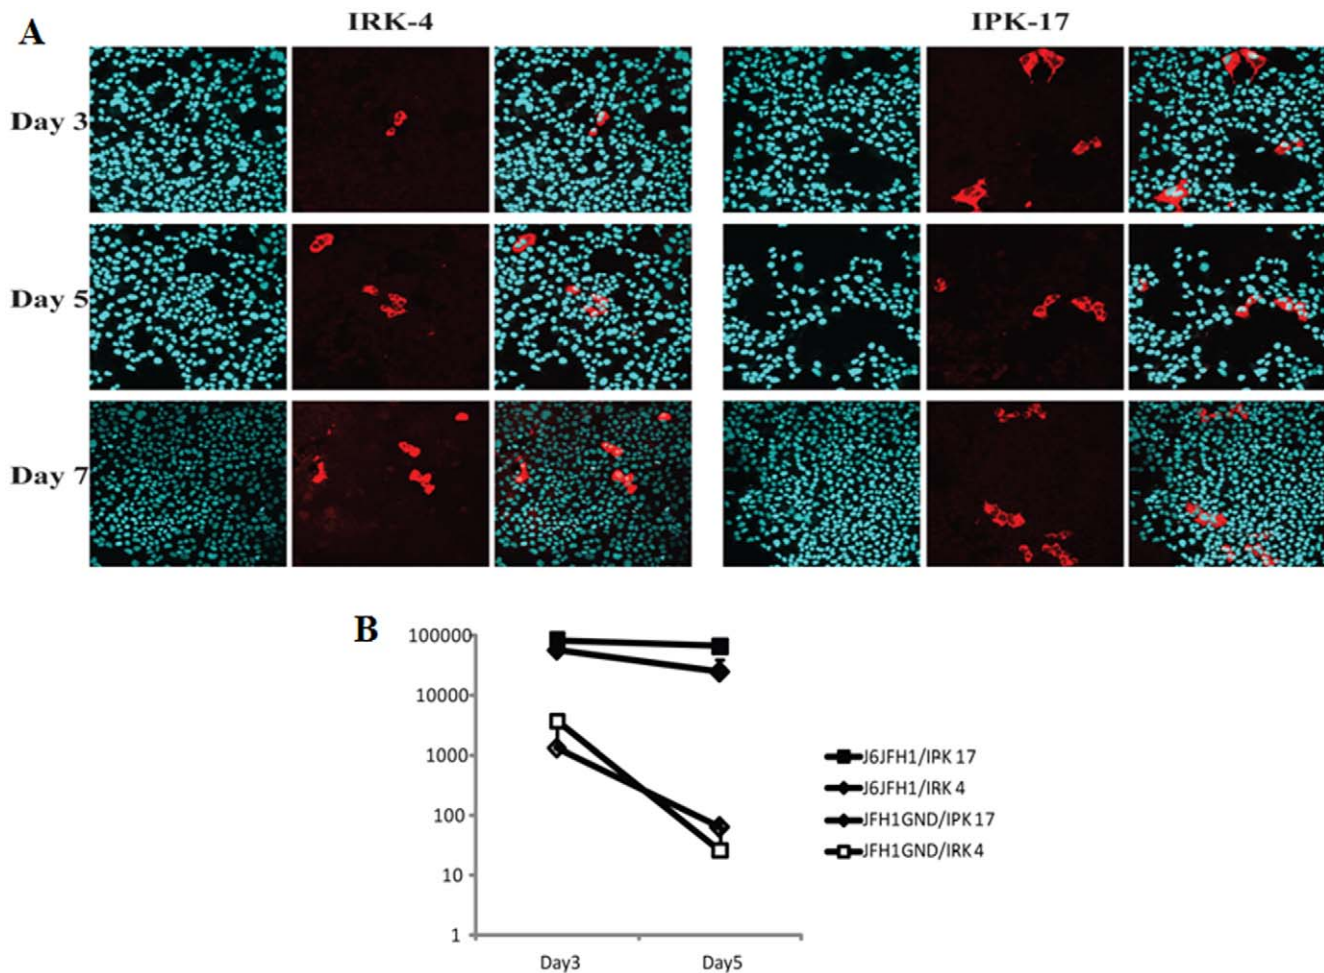 A
IRK-4
IPK-17
Day 3
Day 5
Day 7
B
100000
10000
1000
100
10
1
Day3
Day5
J6JFH1/IPK 17
J6JFH1/IRK 4
JFH1GND/IPK 17
JFH1GND/IRK 4